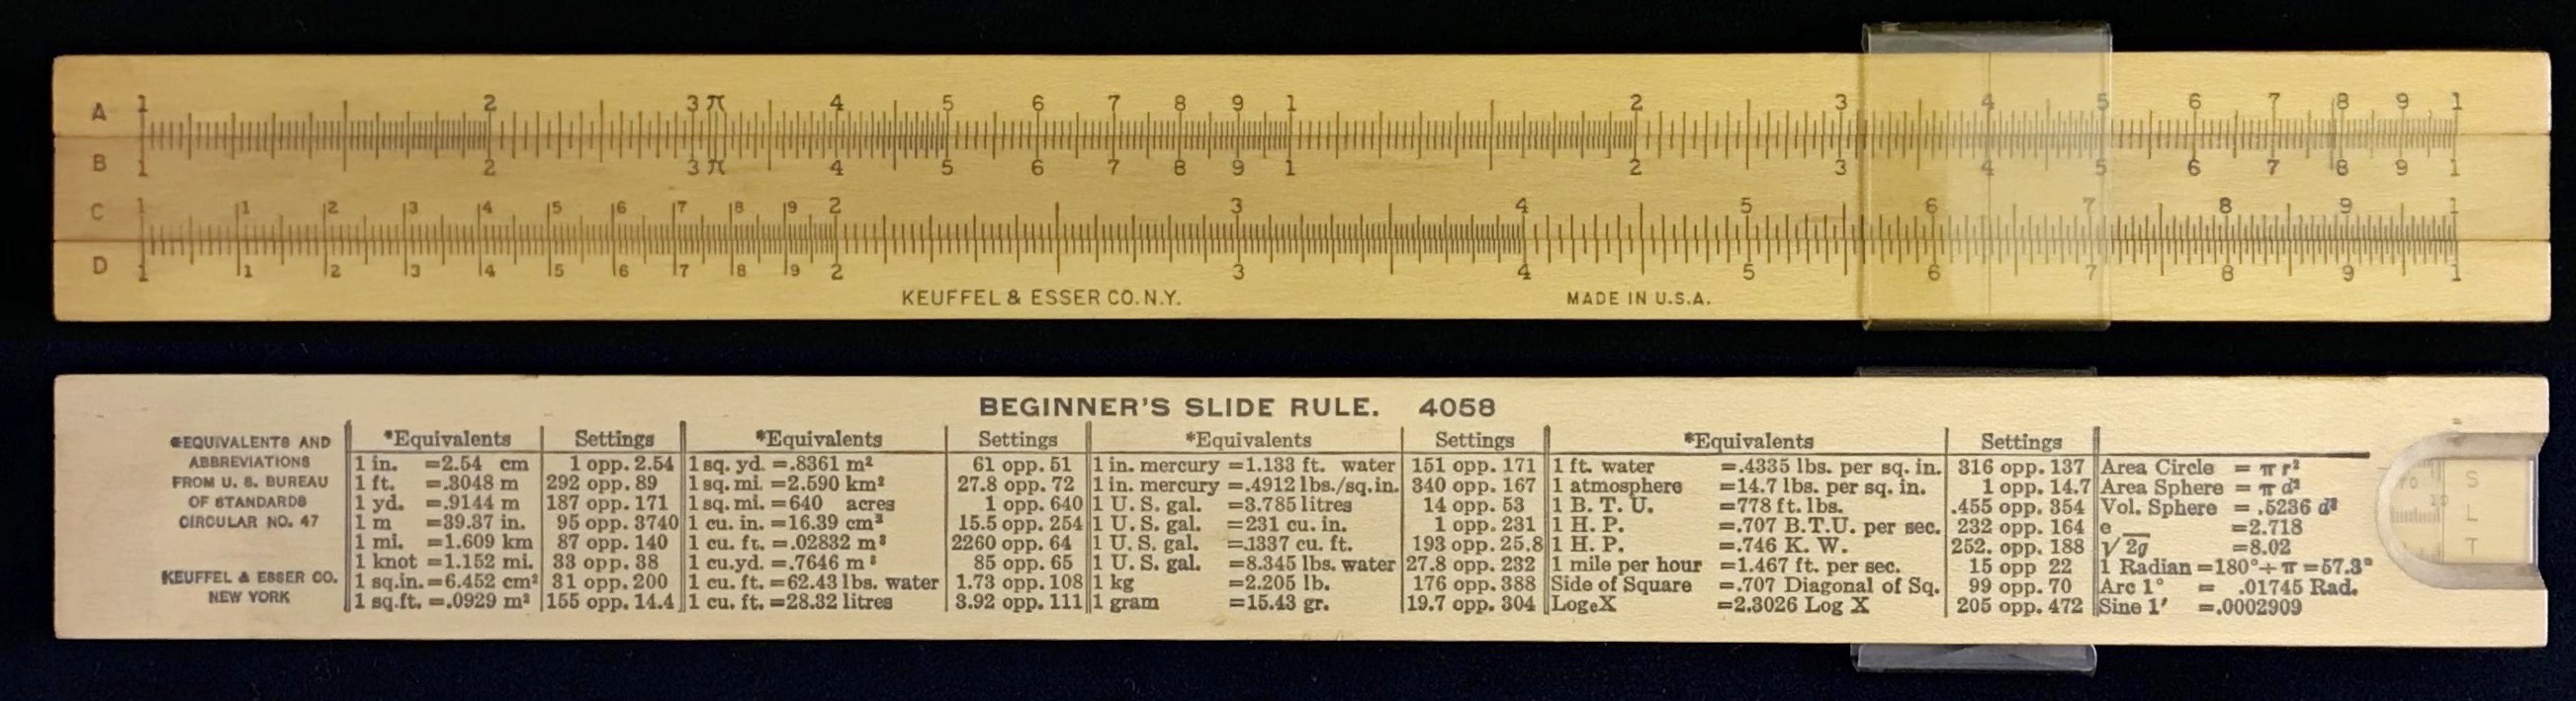 A 1 2 3 π 4 5 6 7 8 9 1 2 3 4 5 6 7 8 9 1
B 1 2 3 π 4 5 6 7 8 9 1 2 3 4 5 6 7 8 9 1
C 1 1 2 3 4 5 6 7 8 9 2 3 4 5 6 7 8 9 1
D 1 1 2 3 4 5 6 7 8 9 2 3 4 5 6 7 8 9 1
KEUFFEL & ESSER CO. N.Y. MADE IN U.S.A.
BEGINNER'S SLIDE RULE. 4058
*EQUIVALENTS AND
ABBREVIATIONS
FROM U. S. BUREAU
OF STANDARDS
CIRCULAR NO. 47
KEUFFEL & ESSER CO.
NEW YORK
*Equivalents Settings
1 in. =2.54 cm 1 opp. 2.54
1 ft. =.3048 m 292 opp. 89
1 yd. =.9144 m 187 opp. 171
1 m =39.37 in. 95 opp. 3740
1 mi. =1.609 km 87 opp. 140
1 knot =1.152 mi. 33 opp. 38
1 sq.in.=6.452 cm² 31 opp. 200
1 sq.ft. =.0929 m² 155 opp. 14.4
*Equivalents Settings
1 sq. yd. =.8361 m² 61 opp. 51
1 sq. mi. =2.590 km² 27.8 opp. 72
1 sq. mi. =640 acres 1 opp. 640
1 cu. in. =16.39 cm³ 15.5 opp. 254
1 cu. ft. =.02832 m³ 2260 opp. 64
1 cu.yd. =.7646 m³ 85 opp. 65
1 cu. ft. =62.43 lbs. water 1.73 opp. 108
1 cu. ft. =28.32 litres 3.92 opp. 111
*Equivalents Settings
1 in. mercury =1.133 ft. water 151 opp. 171
1 in. mercury =.4912 lbs./sq.in. 340 opp. 167
1 U. S. gal. =3.785 litres 14 opp. 53
1 U. S. gal. =231 cu. in. 1 opp. 231
1 U. S. gal. =.1337 cu. ft. 193 opp. 25.8
1 U. S. gal. =8.345 lbs. water 27.8 opp. 232
1 kg =2.205 lb. 176 opp. 388
1 gram =15.43 gr. 19.7 opp. 304
*Equivalents Settings
1 ft. water =.4335 lbs. per sq. in. 316 opp. 137
1 atmosphere =14.7 lbs. per sq. in. 1 opp. 14.7
1 B. T. U. =778 ft. lbs. .455 opp. 354
1 H. P. =.707 B.T.U. per sec. 232 opp. 164
1 H. P. =.746 K. W. 252. opp. 188
1 mile per hour =1.467 ft. per sec. 15 opp 22
Side of Square =.707 Diagonal of Sq. 99 opp. 70
LogeX =2.3026 Log X 205 opp. 472
Area Circle = π r²
Area Sphere = π d²
Vol. Sphere = .5236 d³
e =2.718
√2g =8.02
1 Radian =180°÷π=57.3°
Arc 1° = .01745 Rad.
Sine 1′ =.0002909
S
L
T
70
10